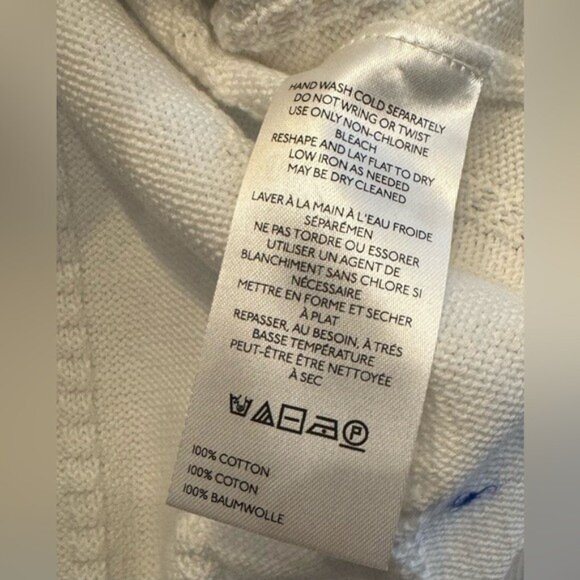 HAND WASH COLD SEPARATELY
DO NOT WRING OR TWIST
USE ONLY NON-CHLORINE
BLEACH
RESHAPE AND LAY FLAT TO DRY
LOW IRON AS NEEDED
MAY BE DRY CLEANED
LAVER À LA MAIN À L'EAU FROIDE
SÉPARÉMEN
NE PAS TORDRE OU ESSORER
UTILISER UN AGENT DE
BLANCHIMENT SANS CHLORE SI
NÉCESSAIRE
METTRE EN FORME ET SECHER
À PLAT
REPASSER, AU BESOIN, À TRÉS
BASSE TEMPÉRATURE
PEUT-ÊTRE ÊTRE NETTOYÉE
À SEC
P
100% COTTON
100% COTON
100% BAUMWOLLE